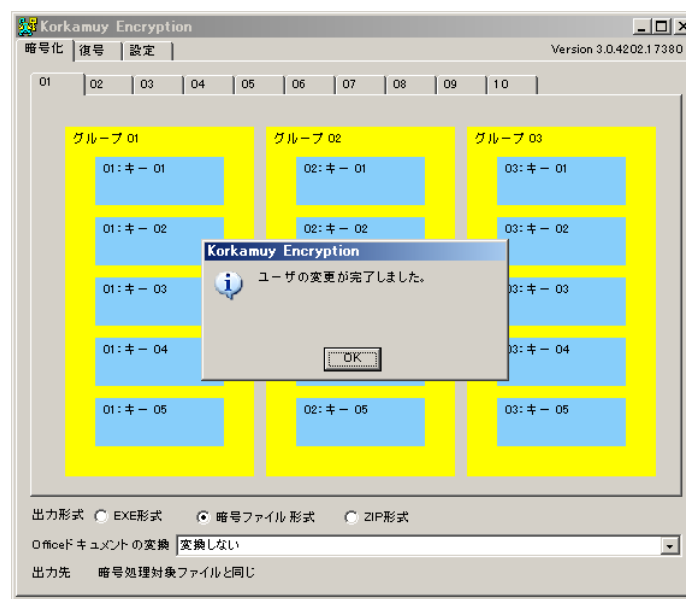 Korkamuy Encryption
暗号化 復号 設定 Version 3.0.4202.17380
01 02 03 04 05 06 07 08 09 10
グループ 01 グループ 02 グループ 03
01:キー 01 02:キー 01 03:キー 01
01:キー 02 02:キー 02 03:キー 02
Korkamuy Encryption
ユーザの変更が完了しました。
01:キー 03 03:キー 03
01:キー 04 03:キー 04
OK
01:キー 05 02:キー 05 03:キー 05
出力形式 EXE形式 暗号ファイル形式 ZIP形式
Officeドキュメントの変換 変換しない
出力先 暗号処理対象ファイルと同じ